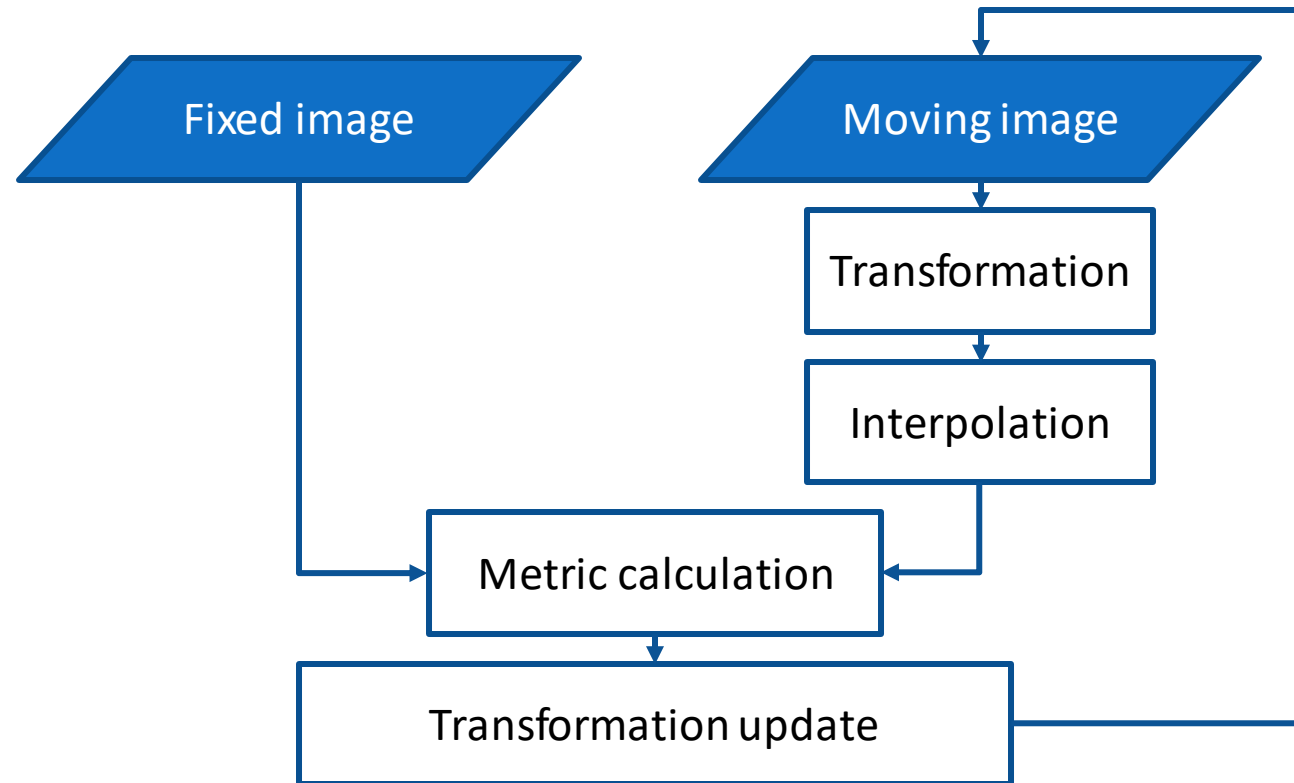 Fixed image
Moving image
Transformation
Interpolation
Metric calculation
Transformation update